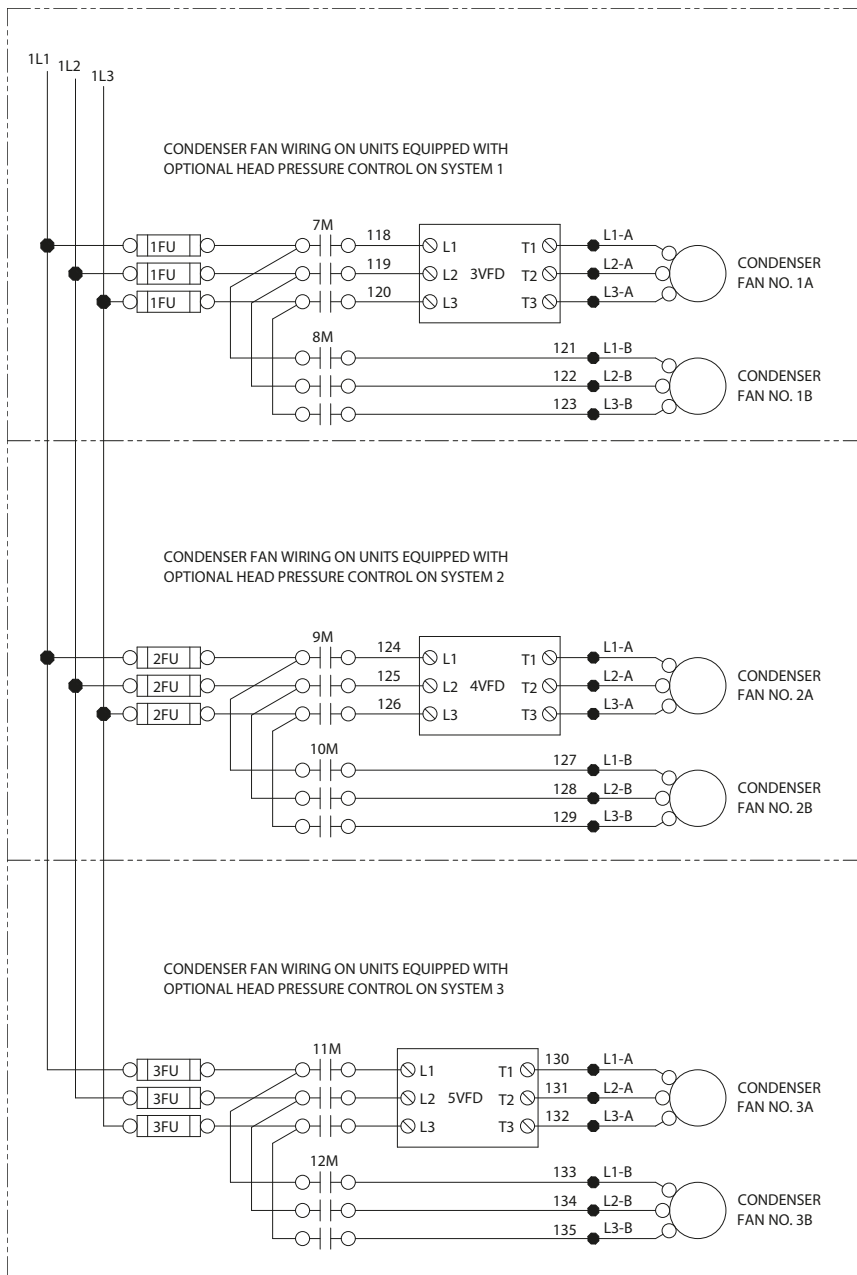 1L1
1L2
1L3
CONDENSER FAN WIRING ON UNITS EQUIPPED WITH
OPTIONAL HEAD PRESSURE CONTROL ON SYSTEM 1
7M
1FU 118 L1 T1 L1-A
1FU 119 L2 3VFD T2 L2-A
1FU 120 L3 T3 L3-A
CONDENSER
FAN NO. 1A
8M
121 L1-B
122 L2-B
123 L3-B
CONDENSER
FAN NO. 1B
CONDENSER FAN WIRING ON UNITS EQUIPPED WITH
OPTIONAL HEAD PRESSURE CONTROL ON SYSTEM 2
9M
2FU 124 L1 T1 L1-A
2FU 125 L2 4VFD T2 L2-A
2FU 126 L3 T3 L3-A
CONDENSER
FAN NO. 2A
10M
127 L1-B
128 L2-B
129 L3-B
CONDENSER
FAN NO. 2B
CONDENSER FAN WIRING ON UNITS EQUIPPED WITH
OPTIONAL HEAD PRESSURE CONTROL ON SYSTEM 3
11M
3FU L1 T1 130 L1-A
3FU L2 5VFD T2 131 L2-A
3FU L3 T3 132 L3-A
CONDENSER
FAN NO. 3A
12M
133 L1-B
134 L2-B
135 L3-B
CONDENSER
FAN NO. 3B